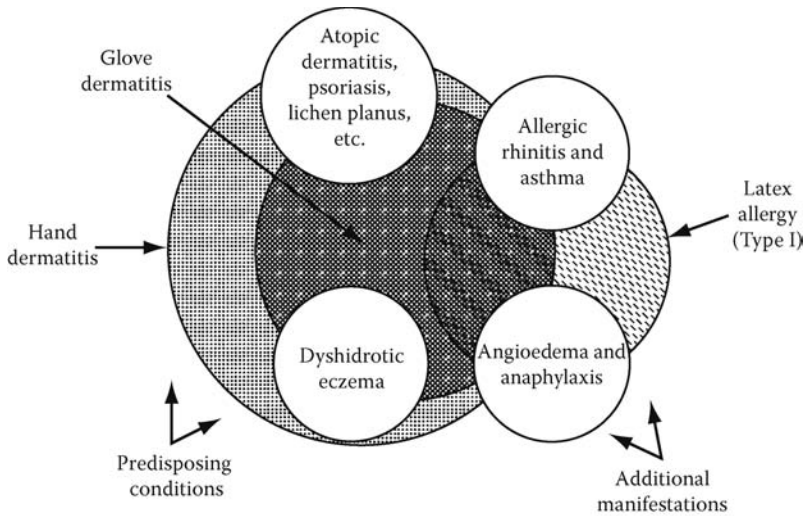 Atopic
dermatitis,
psoriasis,
lichen planus,
etc.
Glove
dermatitis
Allergic
rhinitis and
asthma
Latex
allergy
(Type I)
Hand
dermatitis
Dyshidrotic
eczema
Angioedema and
anaphylaxis
Predisposing
conditions
Additional
manifestations